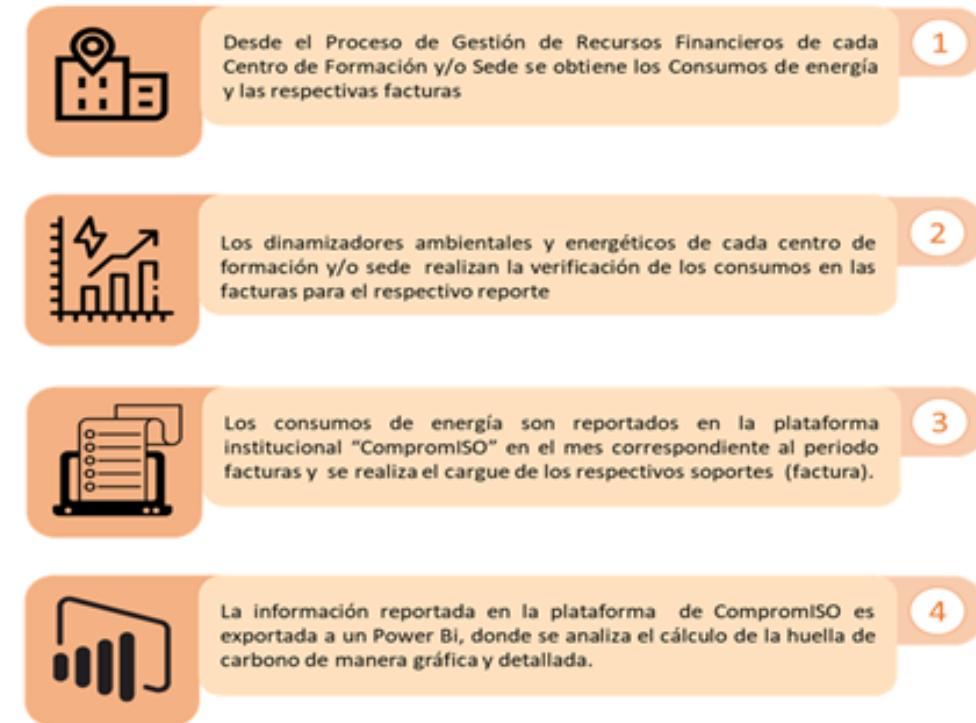 Desde el Proceso de Gestión de Recursos Financieros de cada
Centro de Formación y/o Sede se obtiene los Consumos de energía
y las respectivas facturas
1
Los dinamizadores ambientales y energéticos de cada centro de
formación y/o sede realizan la verificación de los consumos en las
facturas para el respectivo reporte
2
Los consumos de energía son reportados en la plataforma
institucional “CompromISO” en el mes correspondiente al periodo
facturas y se realiza el cargue de los respectivos soportes (factura).
3
La información reportada en la plataforma de CompromISO es
exportada a un Power Bi, donde se analiza el cálculo de la huella de
carbono de manera gráfica y detallada.
4